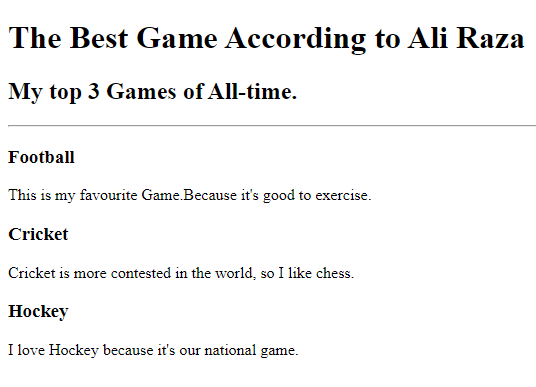 The Best Game According to Ali Raza
My top 3 Games of All-time.
Football
This is my favourite Game.Because it's good to exercise.
Cricket
Cricket is more contested in the world, so I like chess.
Hockey
I love Hockey because it's our national game.